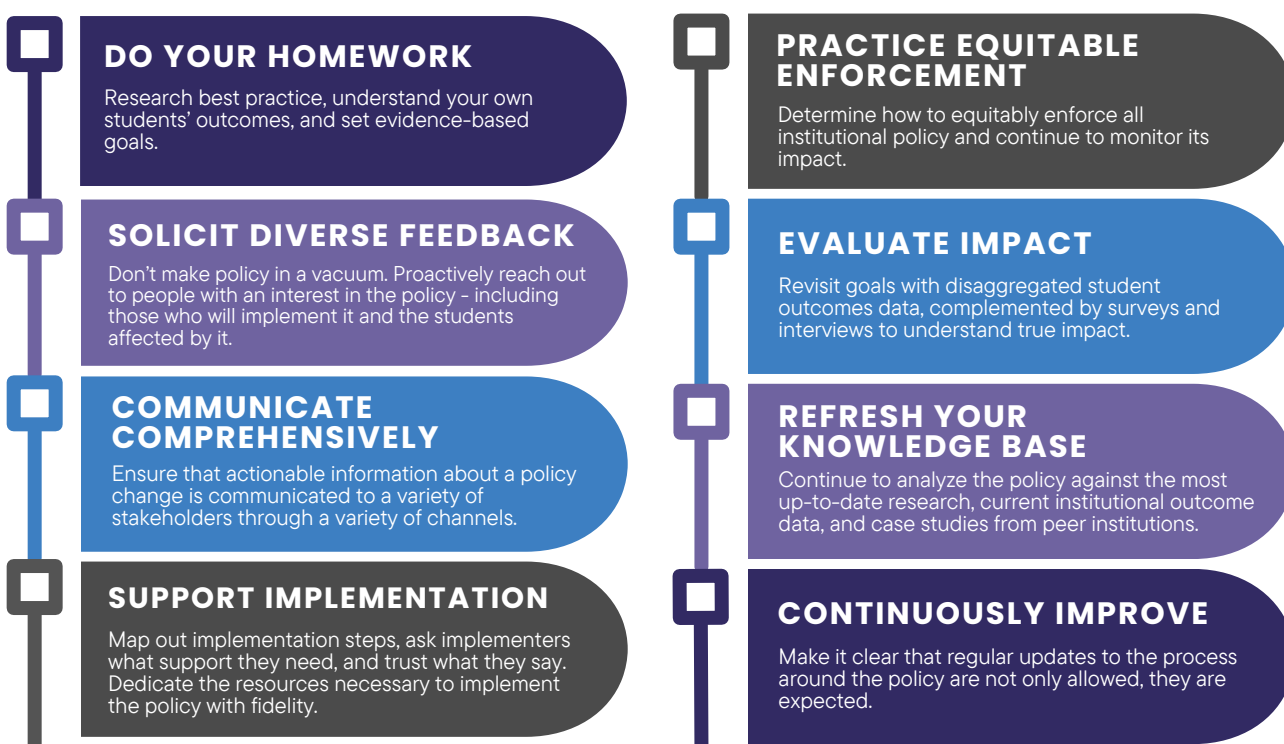 DO YOUR HOMEWORK
Research best practice, understand your own
students' outcomes, and set evidence-based
goals.
SOLICIT DIVERSE FEEDBACK
Don't make policy in a vacuum. Proactively reach out
to people with an interest in the policy - including
those who will implement it and the students
affected by it.
COMMUNICATE
COMPREHENSIVELY
Ensure that actionable information about a policy
change is communicated to a variety of
stakeholders through a variety of channels.
SUPPORT IMPLEMENTATION
Map out implementation steps, ask implementers
what support they need, and trust what they say.
Dedicate the resources necessary to implement
the policy with fidelity.
PRACTICE EQUITABLE
ENFORCEMENT
Determine how to equitably enforce all
institutional policy and continue to monitor its
impact.
EVALUATE IMPACT
Revisit goals with disaggregated student
outcomes data, complemented by surveys and
interviews to understand true impact.
REFRESH YOUR
KNOWLEDGE BASE
Continue to analyze the policy against the most
up-to-date research, current institutional outcome
data, and case studies from peer institutions.
CONTINUOUSLY IMPROVE
Make it clear that regular updates to the process
around the policy are not only allowed, they are
expected.